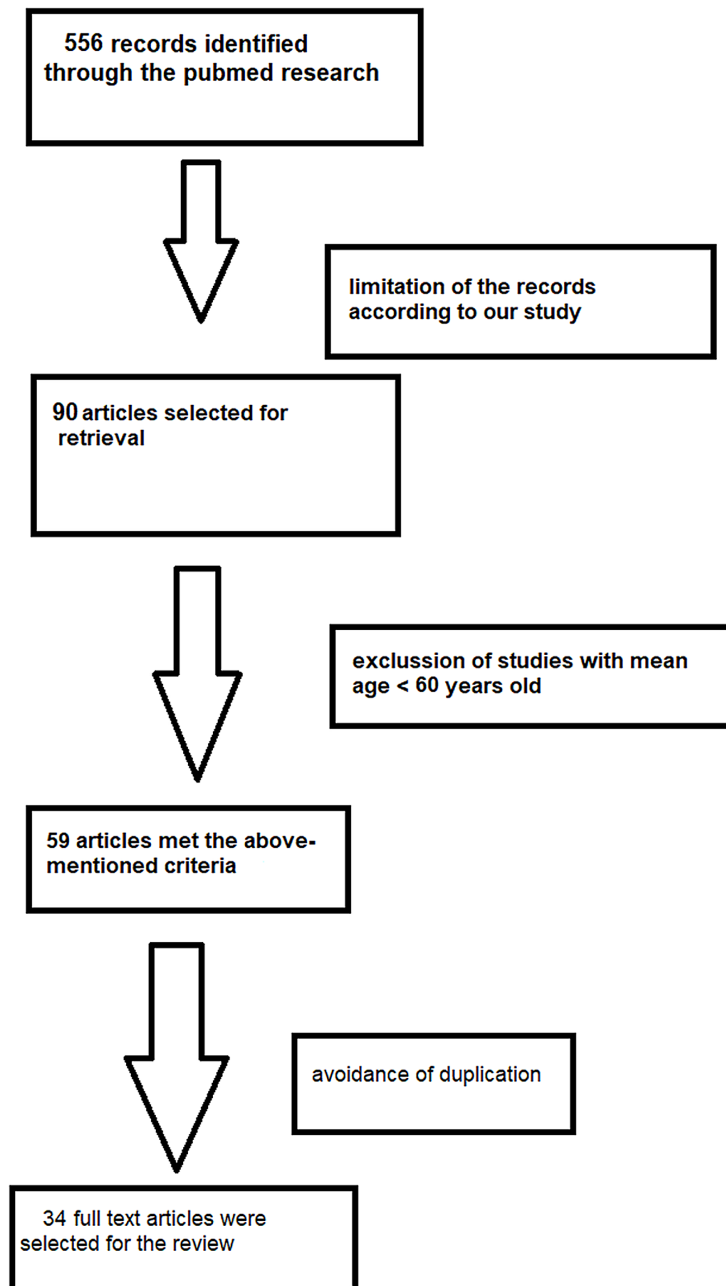 556 records identified
through the pubmed research
limitation of the records
according to our study
90 articles selected for
retrieval
exclussion of studies with mean
age < 60 years old
59 articles met the above-
mentioned criteria
avoidance of duplication
34 full text articles were
selected for the review